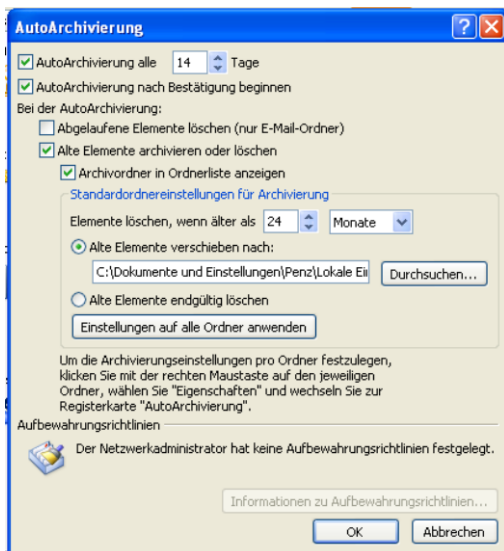 AutoArchivierung
AutoArchivierung alle 14 Tage
AutoArchivierung nach Bestätigung beginnen
Bei der AutoArchivierung:
Abgelaufene Elemente löschen (nur E-Mail-Ordner)
Alte Elemente archivieren oder löschen
Archivordner in Ordnerliste anzeigen
Standardordnereinstellungen für Archivierung
Elemente löschen, wenn älter als 24 Monate
Alte Elemente verschieben nach:
C:\Dokumente und Einstellungen\Penz\Lokale Ein Durchsuchen...
Alte Elemente endgültig löschen
Einstellungen auf alle Ordner anwenden
Um die Archivierungseinstellungen pro Ordner festzulegen,
klicken Sie mit der rechten Maustaste auf den jeweiligen
Ordner, wählen Sie "Eigenschaften" und wechseln Sie zur
Registerkarte "AutoArchivierung".
Aufbewahrungsrichtlinien
Der Netzwerkadministrator hat keine Aufbewahrungsrichtlinien festgelegt.
Informationen zu Aufbewahrungsrichtlinien...
OK Abbrechen